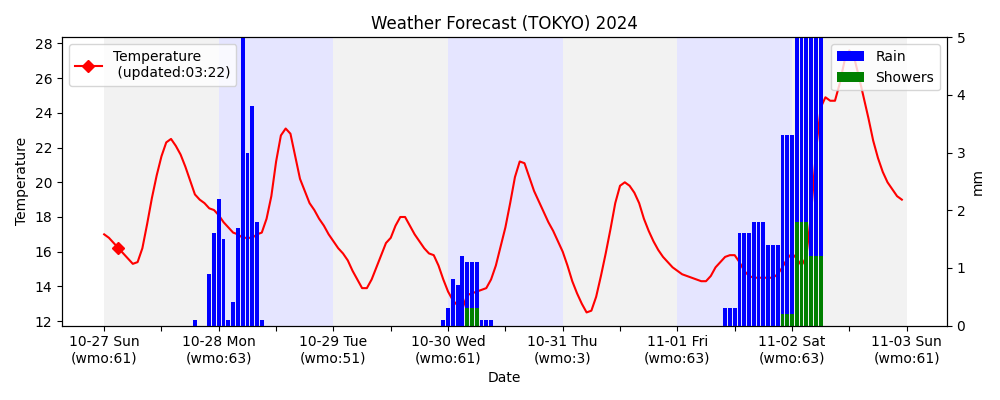 Weather Forecast (TOKYO) 2024
Temperature
(updated:03:22)
Rain
Showers
28
26
24
22
20
18
16
14
12
5
4
3
2
1
0
Temperature
mm
10-27 Sun
(wmo:61)
10-28 Mon
(wmo:63)
10-29 Tue
(wmo:51)
10-30 Wed
(wmo:61)
10-31 Thu
(wmo:3)
11-01 Fri
(wmo:63)
11-02 Sat
(wmo:63)
11-03 Sun
(wmo:61)
Date